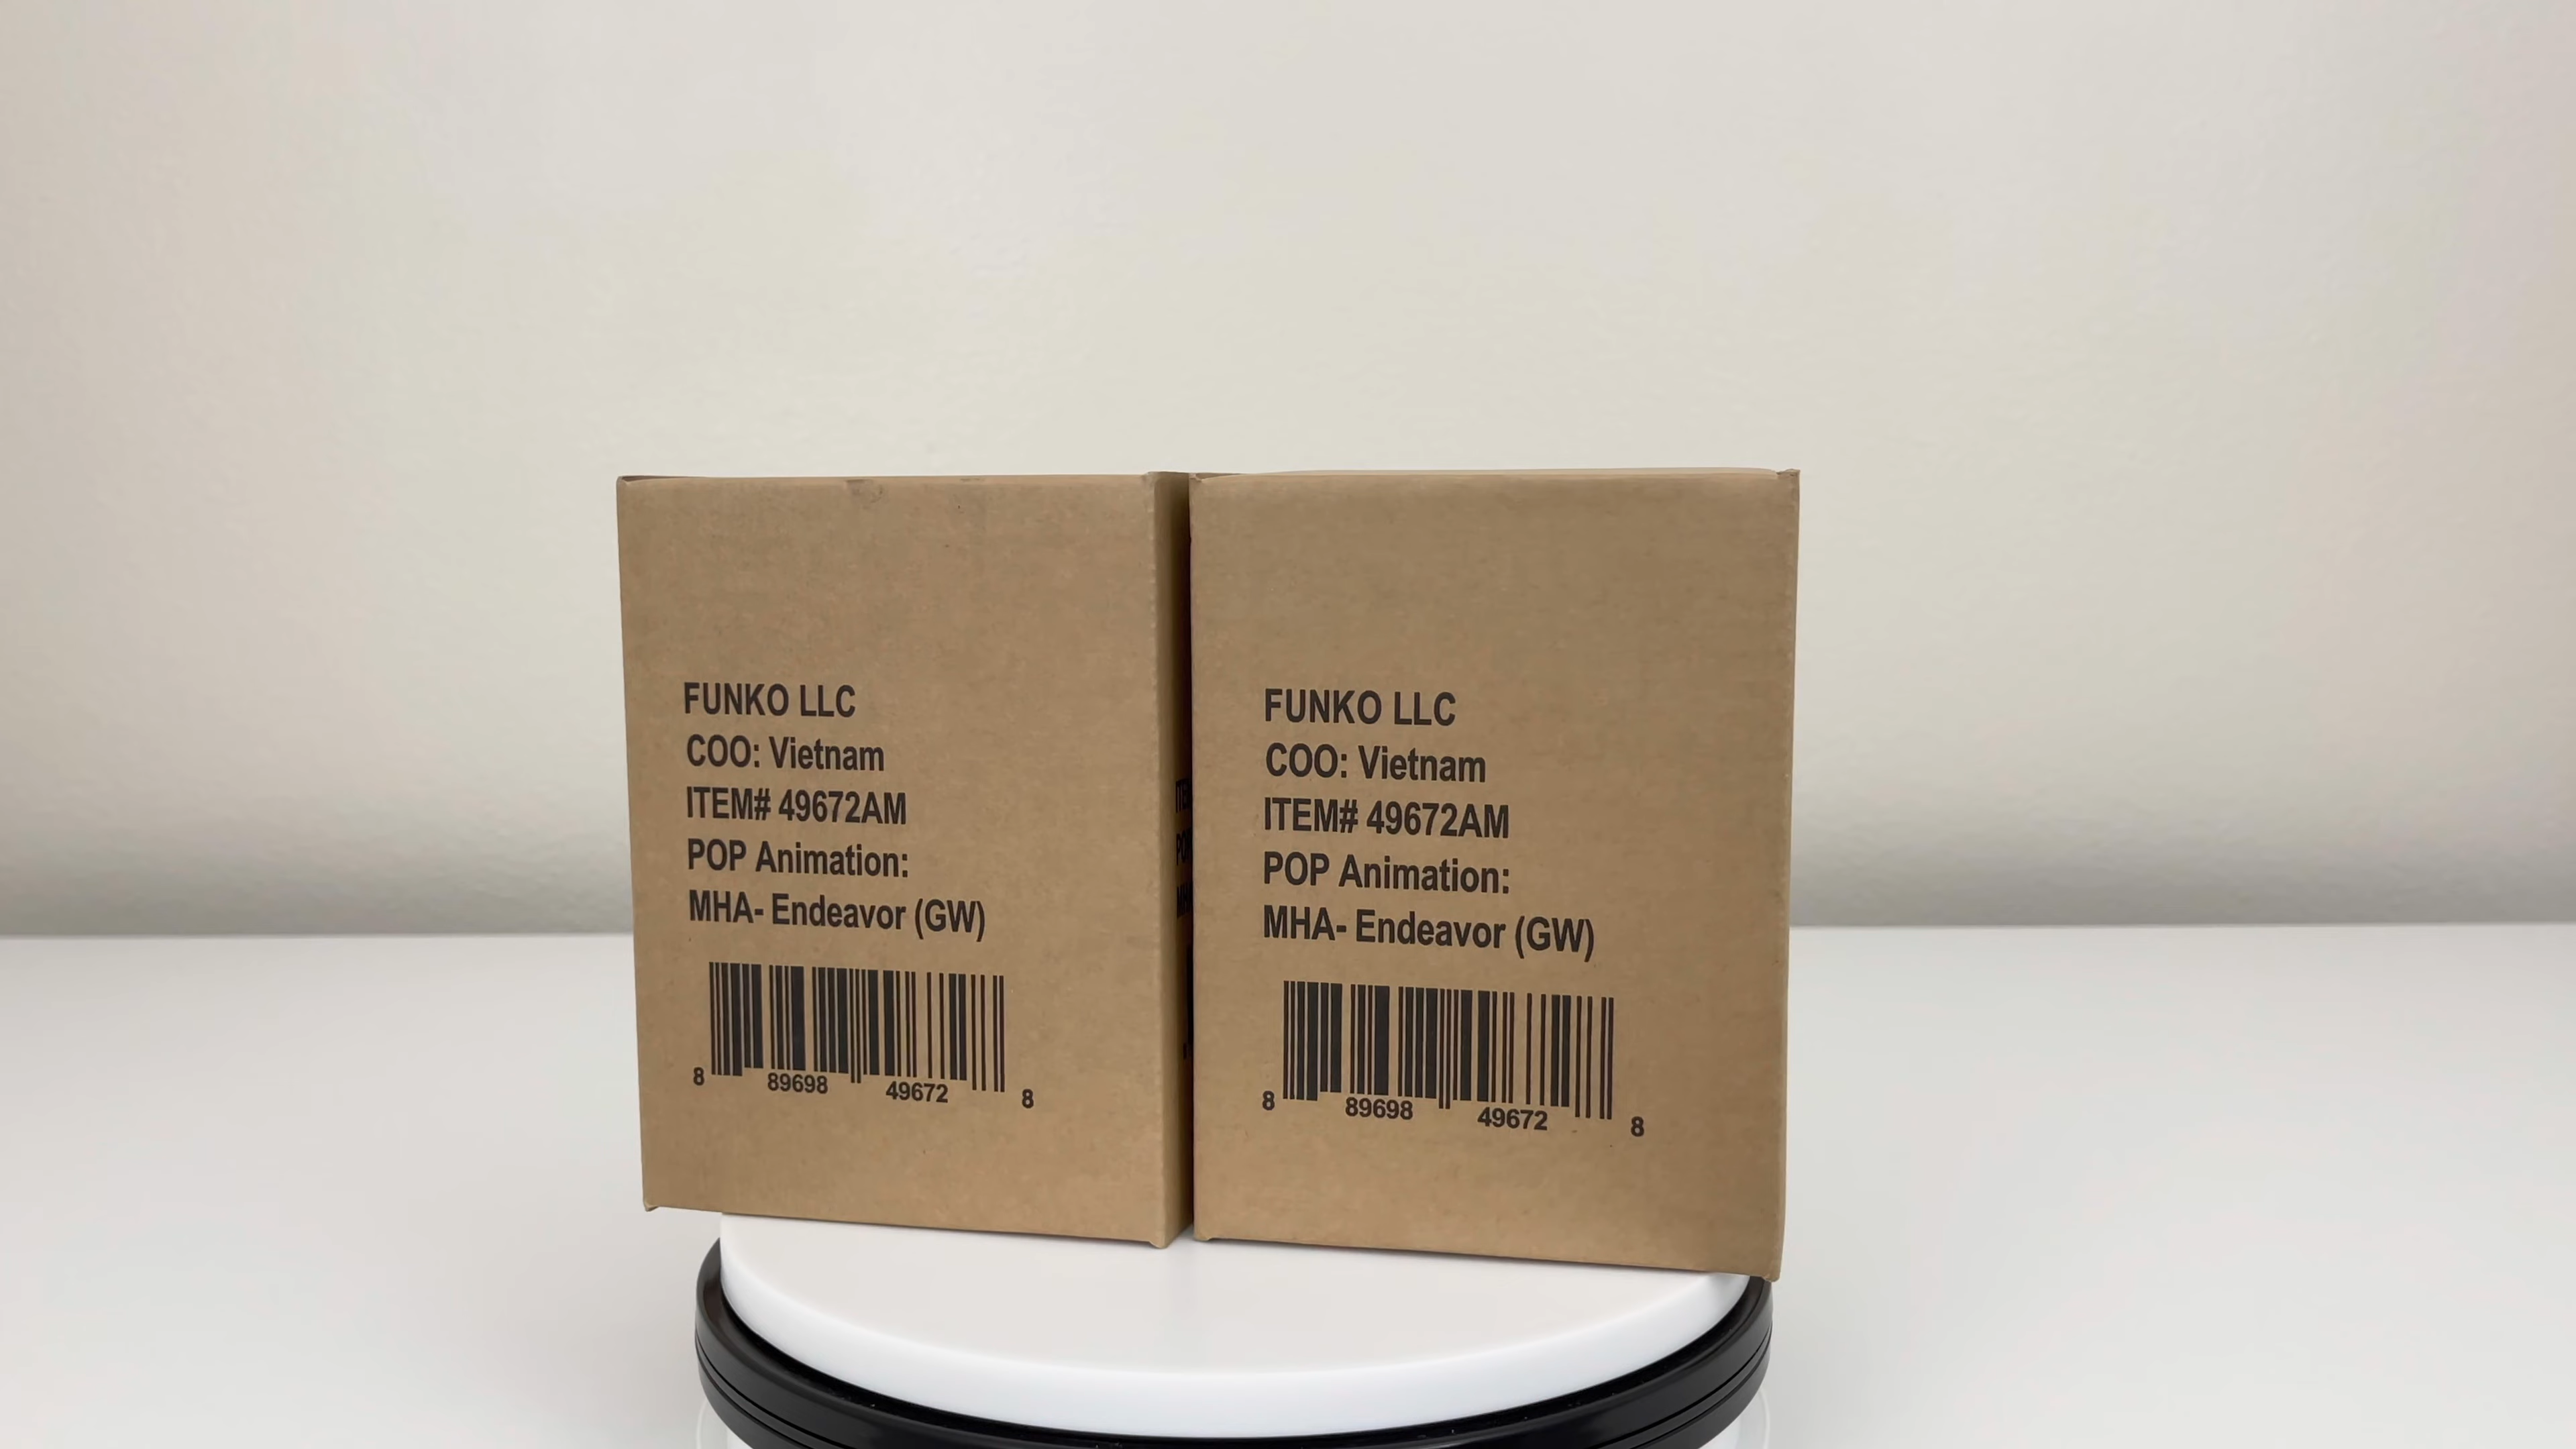 FUNKO LLC
COO: Vietnam
ITEM# 49672AM
POP Animation:
MHA- Endeavor (GW)
8 89698 49672 8
FUNKO LLC
COO: Vietnam
ITEM# 49672AM
POP Animation:
MHA- Endeavor (GW)
8 89698 49672 8